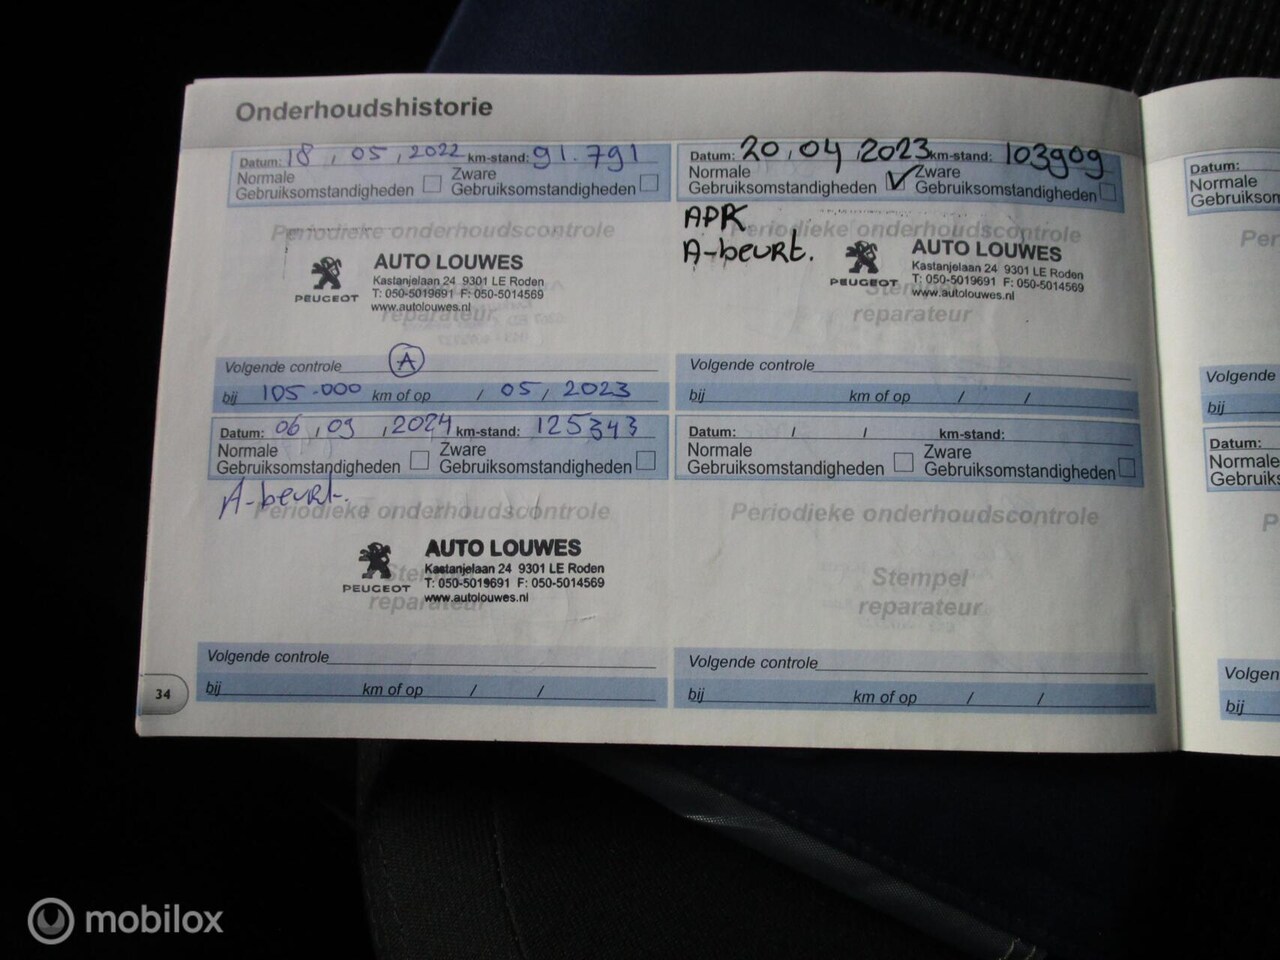 Onderhoudshistorie
Datum: 18 , 05 , 2022 km-stand: 91.791
Normale Gebruiksomstandigheden
Zware Gebruiksomstandigheden
Periodieke onderhoudscontrole
PEUGEOT
AUTO LOUWES
Kastanjelaan 24 9301 LE Roden
T: 050-5019691 F: 050-5014569
www.autolouwes.nl
reparateur
Volgende controle A
bij 105.000 km of op / 05 / 2023
Datum: 20 , 04 , 2023 km-stand: 103909
Normale Gebruiksomstandigheden
Zware Gebruiksomstandigheden
APK
A-beurt.
Periodieke onderhoudscontrole
PEUGEOT
AUTO LOUWES
Kastanjelaan 24 9301 LE Roden
T: 050-5019691 F: 050-5014569
www.autolouwes.nl
Stempel
reparateur
Volgende controle
bij km of op / /
Datum: 06 , 09 , 2024 km-stand: 125343
Normale Gebruiksomstandigheden
Zware Gebruiksomstandigheden
A-beurt.
Periodieke onderhoudscontrole
PEUGEOT
AUTO LOUWES
Kastanjelaan 24 9301 LE Roden
T: 050-5019691 F: 050-5014569
www.autolouwes.nl
Stempel
reparateur
Volgende controle
bij km of op / /
Datum: / / km-stand:
Normale Gebruiksomstandigheden
Zware Gebruiksomstandigheden
Periodieke onderhoudscontrole
Stempel
reparateur
Volgende controle
bij km of op / /
34
Datum:
Normale
Volgende
bij
Datum:
Normale
bij
mobilox